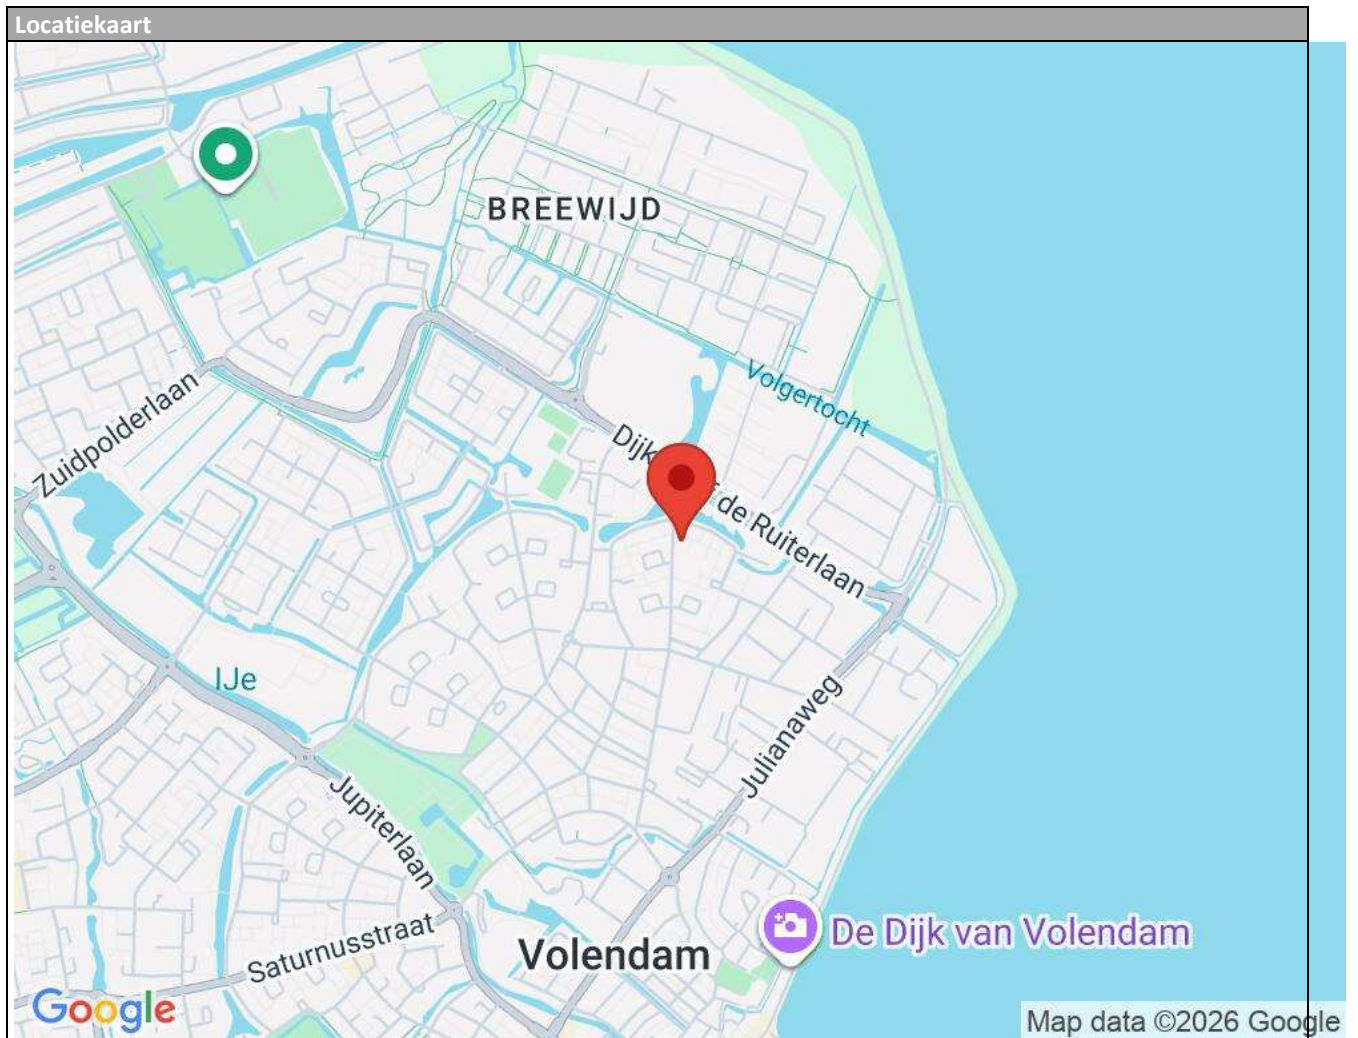 Locatiekaart
BREEWIJD
Volgertocht
Zuidpolderlaan
Dijk
f de Ruiterlaan
IJe
Julianaweg
Jupiterlaan
Saturnusstraat
Volendam
De Dijk van Volendam
Google
Map data ©2026 Google